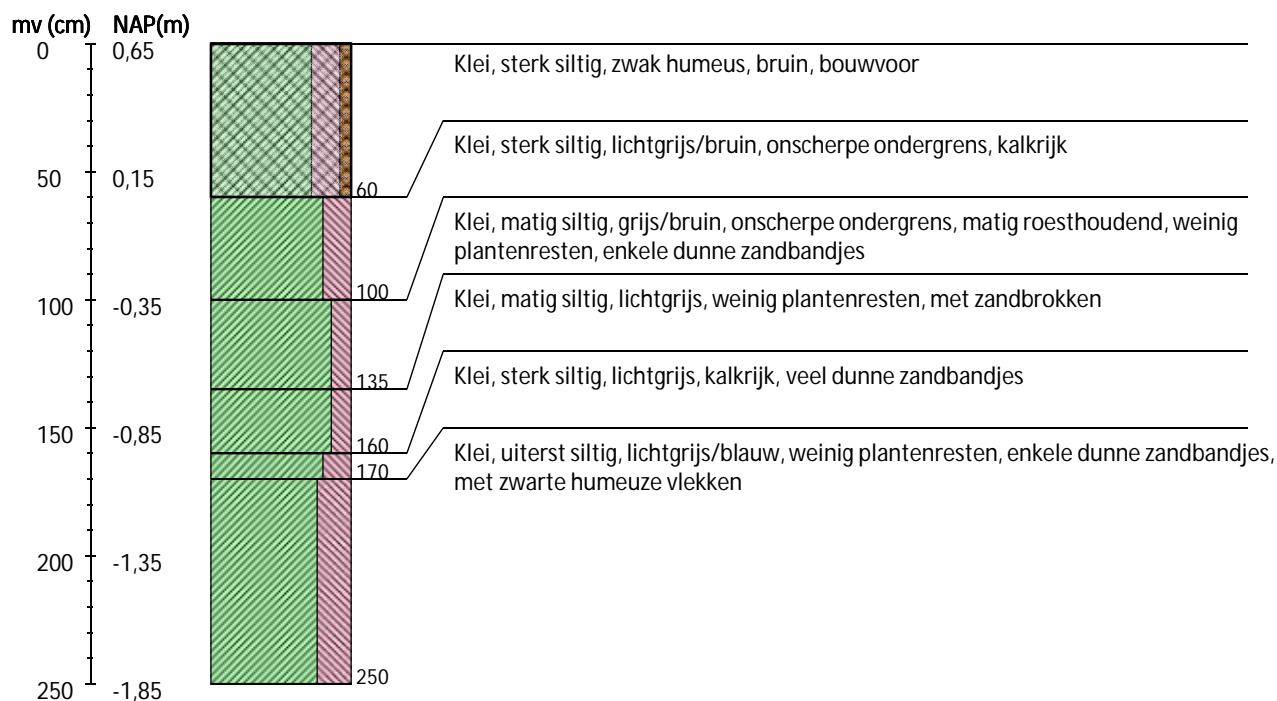 mv (cm) NAP(m)
0 0,65
Klei, sterk siltig, zwak humeus, bruin, bouwvoor
Klei, sterk siltig, lichtgrijs/bruin, onscherpe ondergrens, kalkrijk
50 0,15
60
Klei, matig siltig, grijs/bruin, onscherpe ondergrens, matig roesthoudend, weinig
plantenresten, enkele dunne zandbandjes
100
100 -0,35
Klei, matig siltig, lichtgrijs, weinig plantenresten, met zandbrokken
135
Klei, sterk siltig, lichtgrijs, kalkrijk, veel dunne zandbandjes
150 -0,85
160
Klei, uiterst siltig, lichtgrijs/blauw, weinig plantenresten, enkele dunne zandbandjes,
met zwarte humeuze vlekken
170
200 -1,35
250
250 -1,85